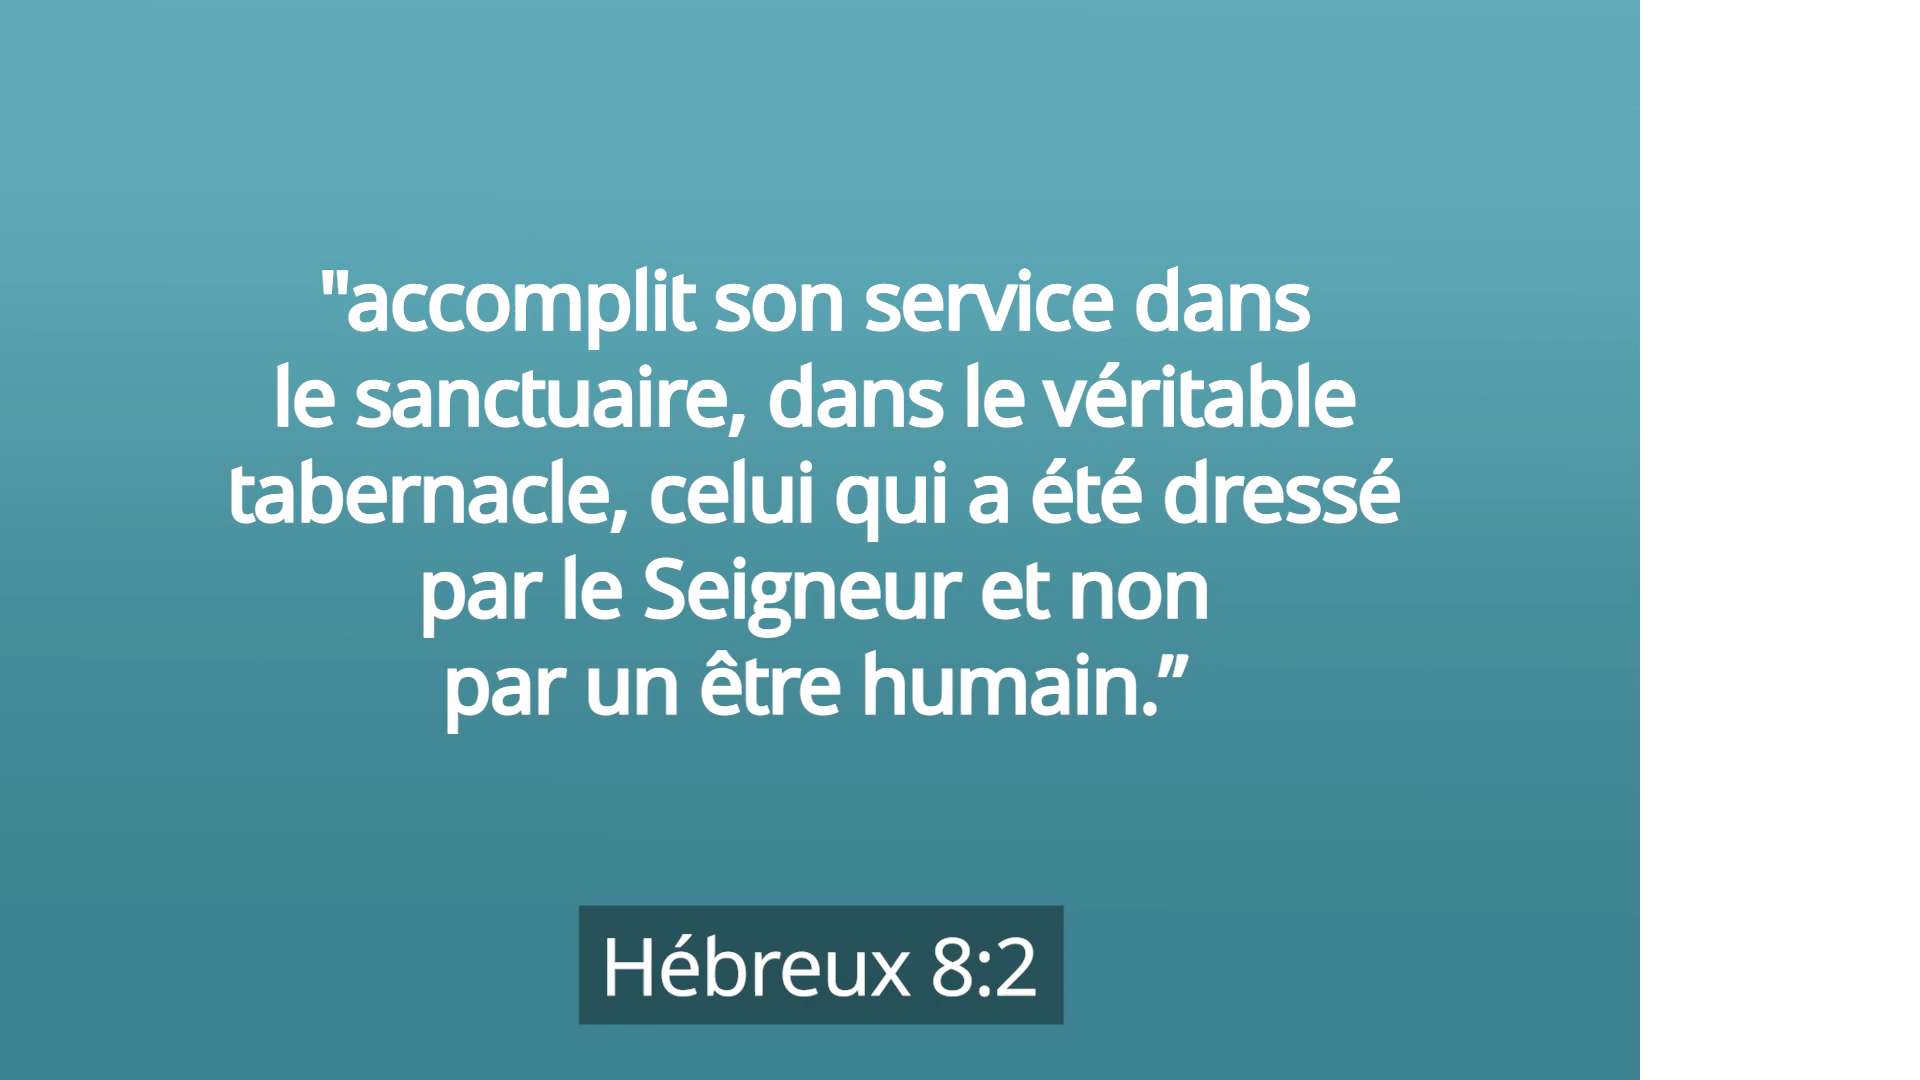 "accomplit son service dans
le sanctuaire, dans le véritable
tabernacle, celui qui a été dressé
par le Seigneur et non
par un être humain.”
Hébreux 8:2